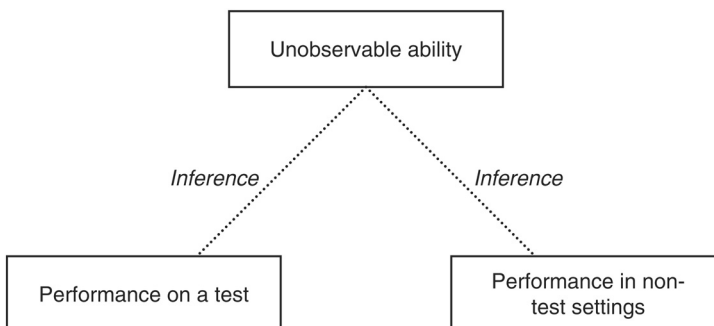 Unobservable ability
Inference
Inference
Performance on a test
Performance in non-
test settings